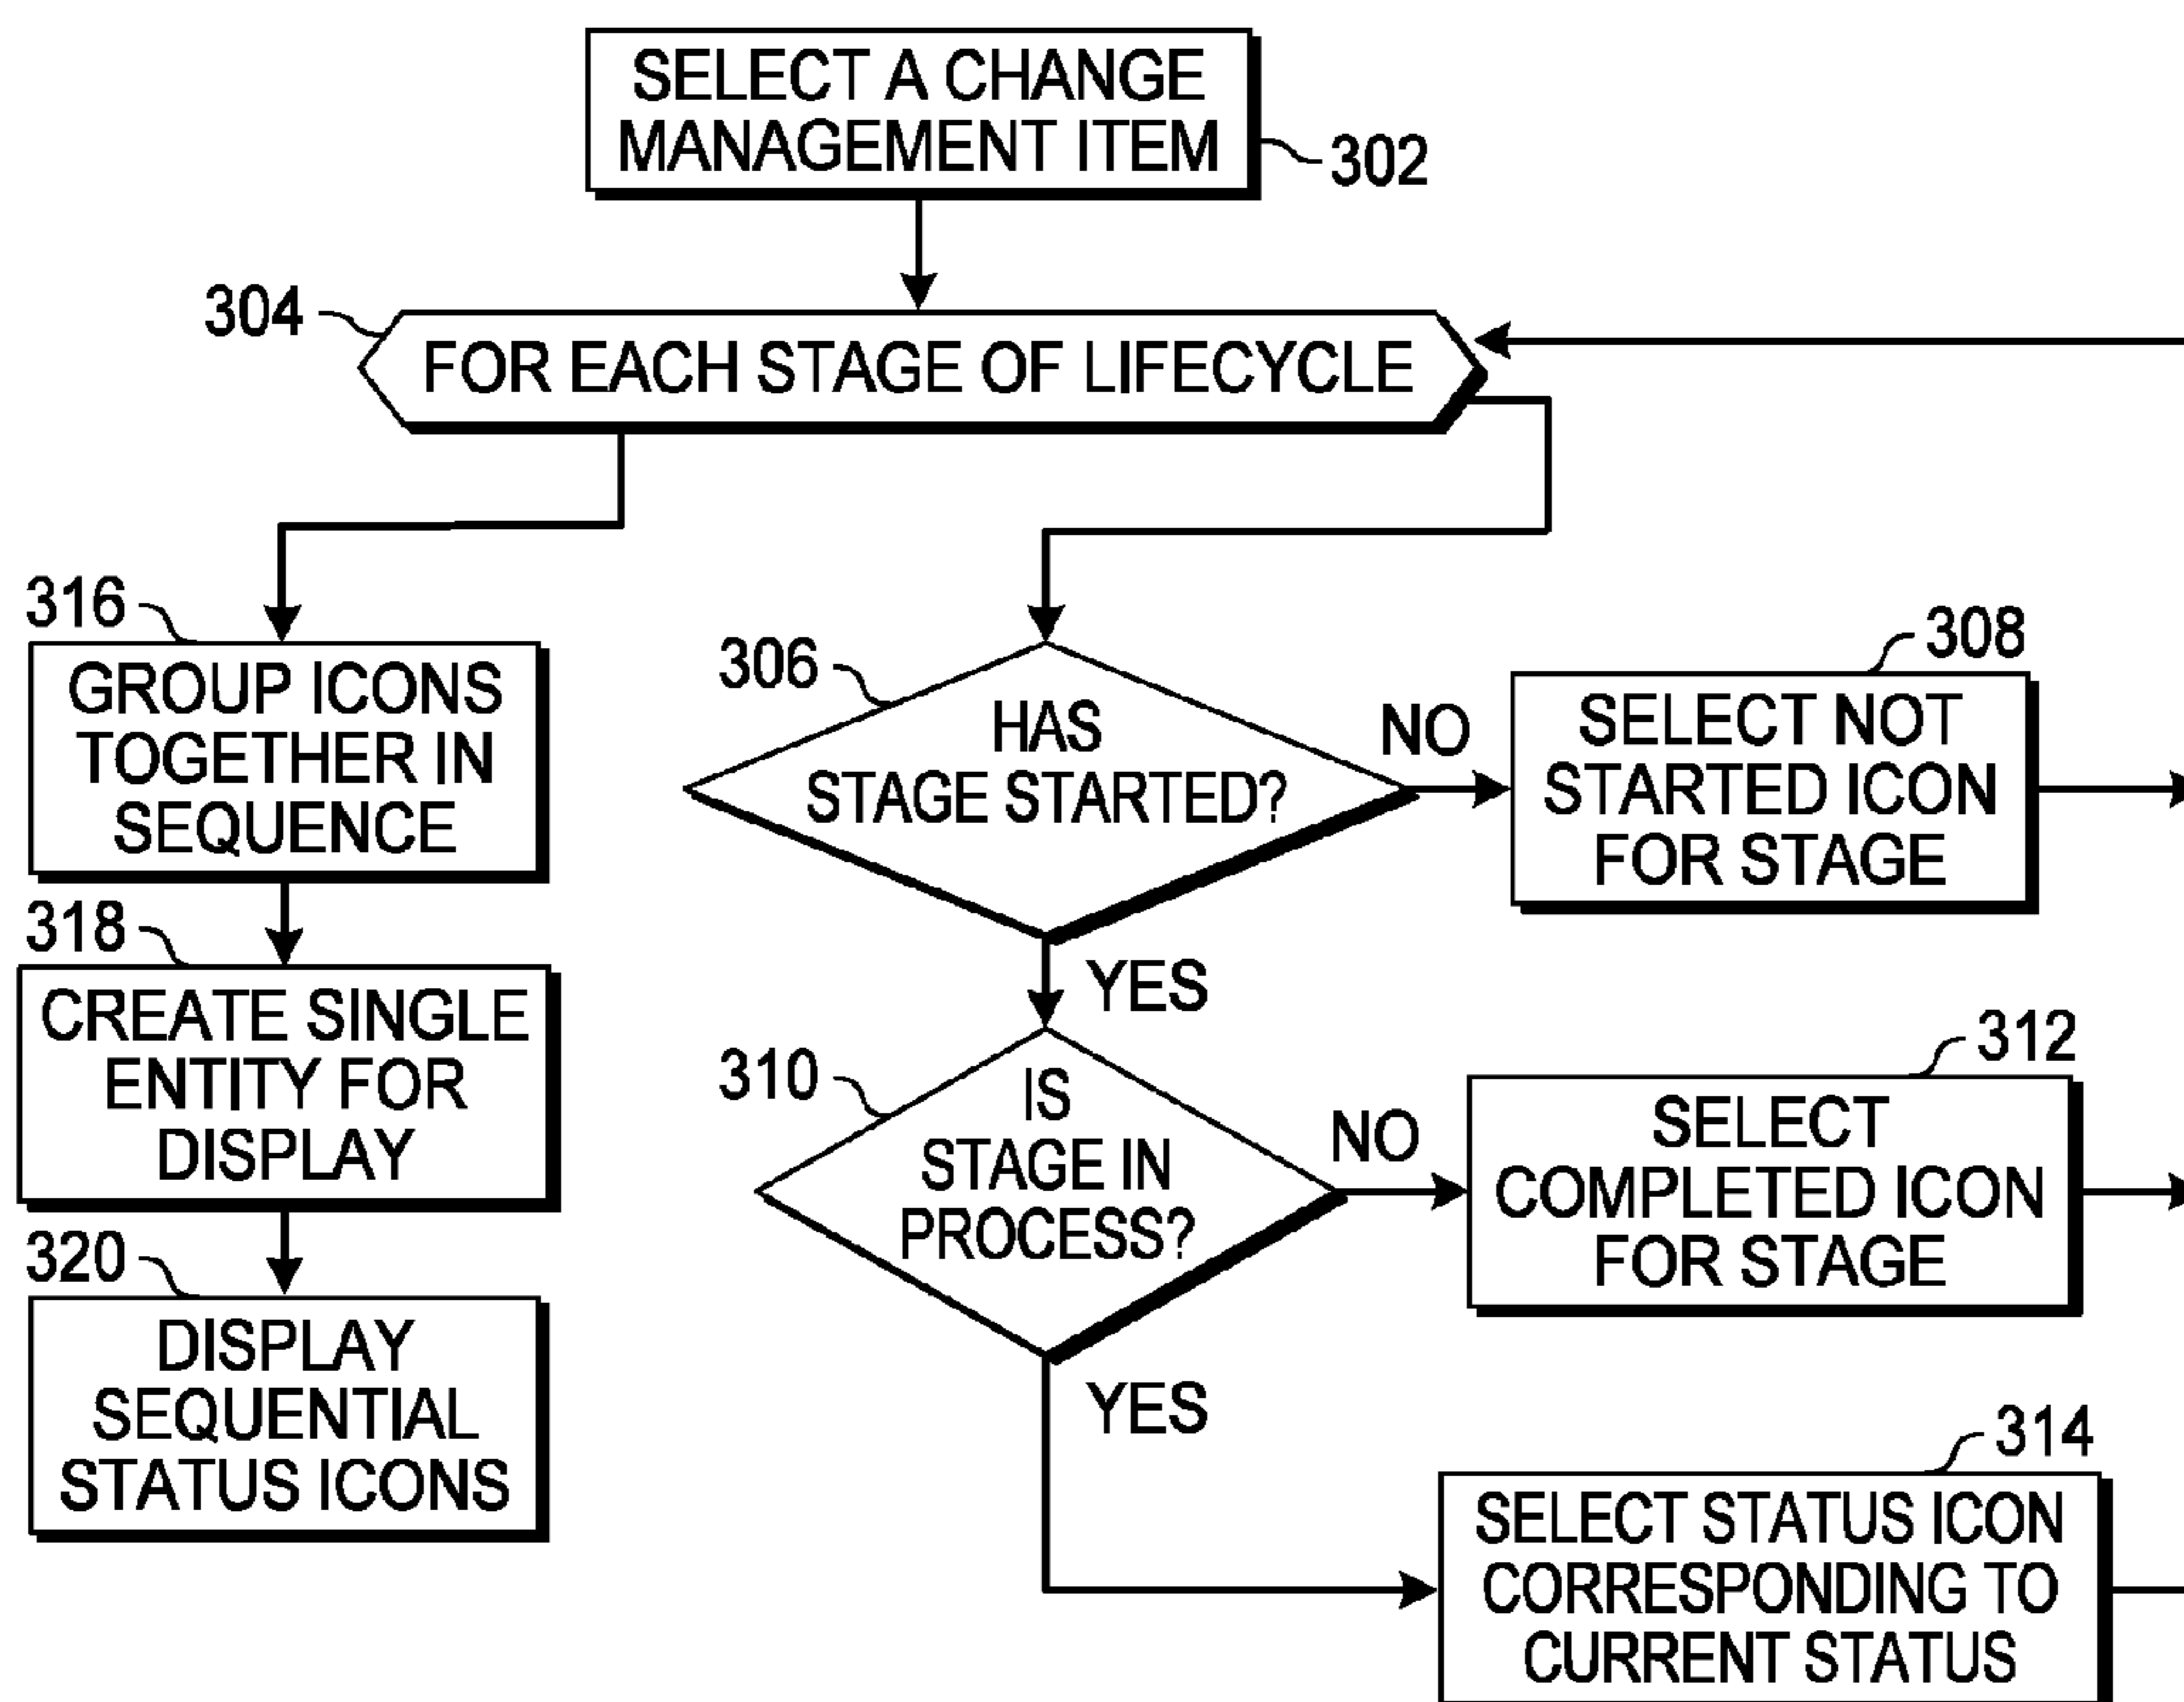 SELECT A CHANGE
MANAGEMENT ITEM
302
304
FOR EACH STAGE OF LIFECYCLE
316
GROUP ICONS
TOGETHER IN
SEQUENCE
318
CREATE SINGLE
ENTITY FOR
DISPLAY
320
DISPLAY
SEQUENTIAL
STATUS ICONS
306
HAS
STAGE STARTED?
NO
308
SELECT NOT
STARTED ICON
FOR STAGE
YES
310
IS
STAGE IN
PROCESS?
NO
312
SELECT
COMPLETED ICON
FOR STAGE
YES
314
SELECT STATUS ICON
CORRESPONDING TO
CURRENT STATUS